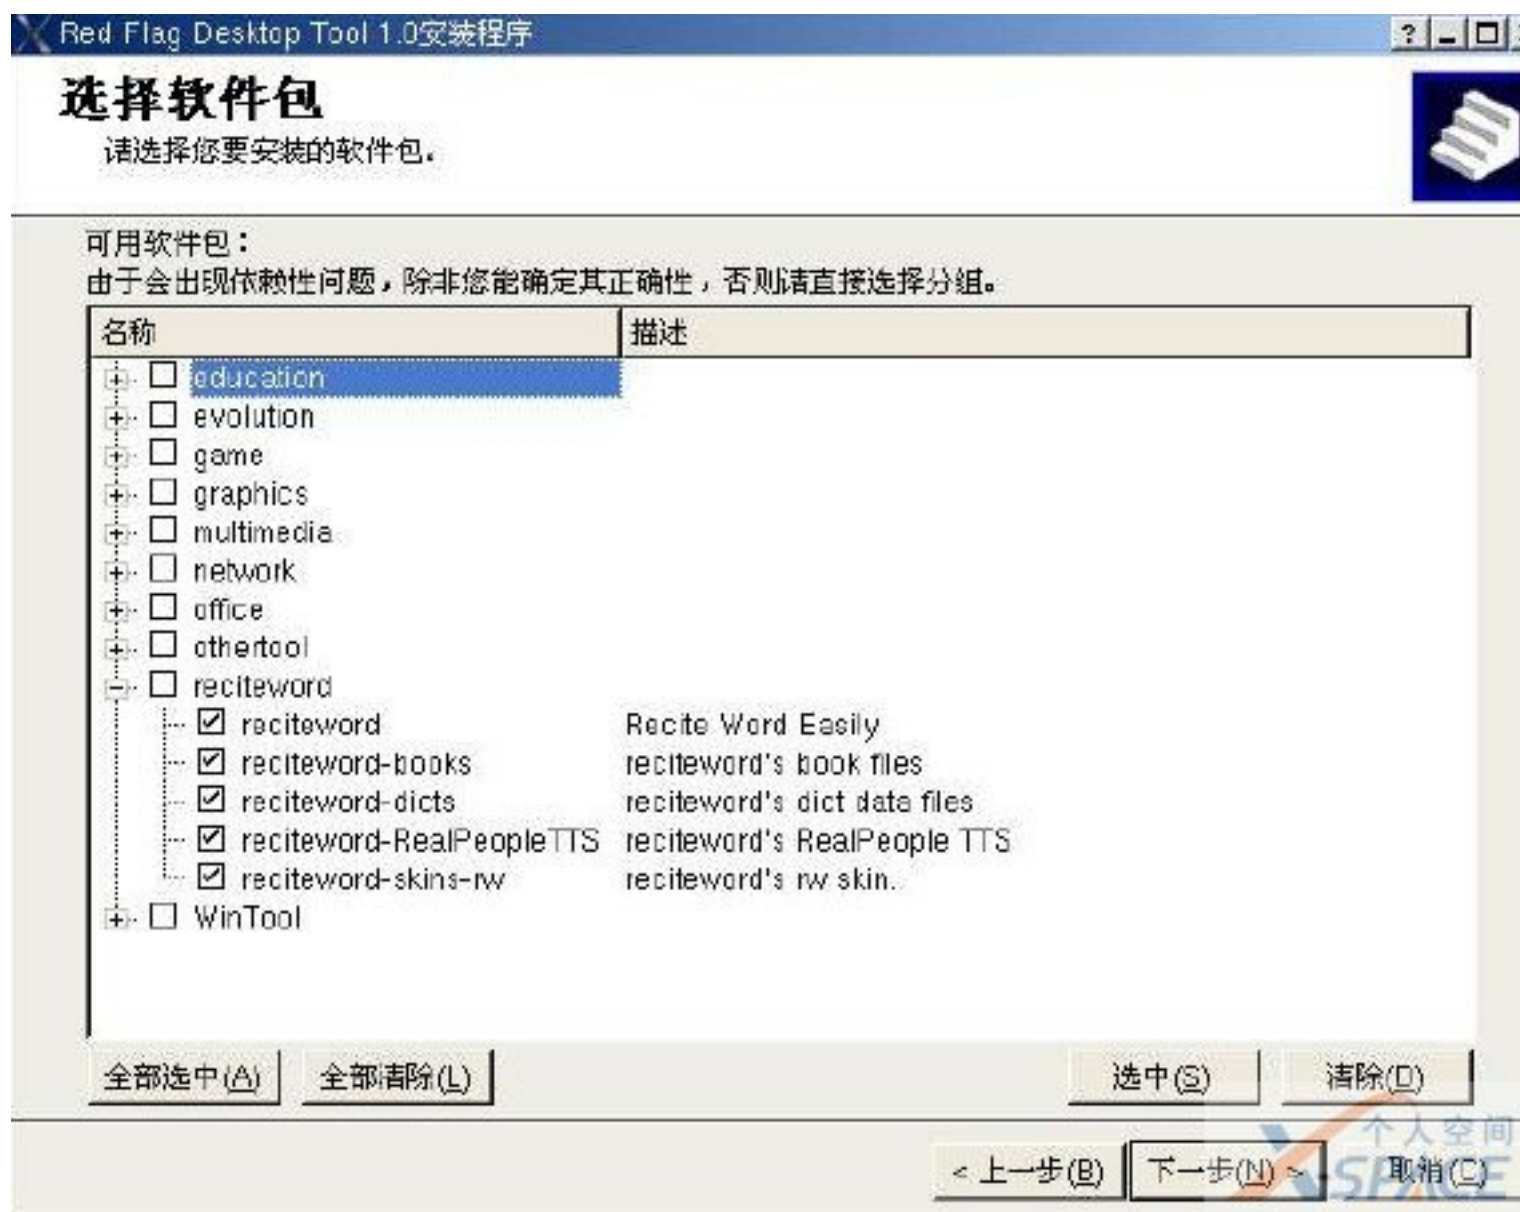 Red Flag Desktop Tool 1.0安装程序
选择软件包
请选择您要安装的软件包。
可用软件包：
由于会出现依赖性问题，除非您能确定其正确性，否则请直接选择分组。
名称 描述
education
evolution
game
graphics
multimedia
network
office
othertool
reciteword
reciteword Recite Word Easily
reciteword-books reciteword's book files
reciteword-dicts reciteword's dict data files
reciteword-RealPeopleTTS reciteword's RealPeople TTS
reciteword-skins-rw reciteword's rw skin.
WinTool
全部选中(A) 全部清除(L) 选中(S) 清除(D)
个人空间
< 上一步(B) 下一步(N) > 取消(C)
X-SPACE